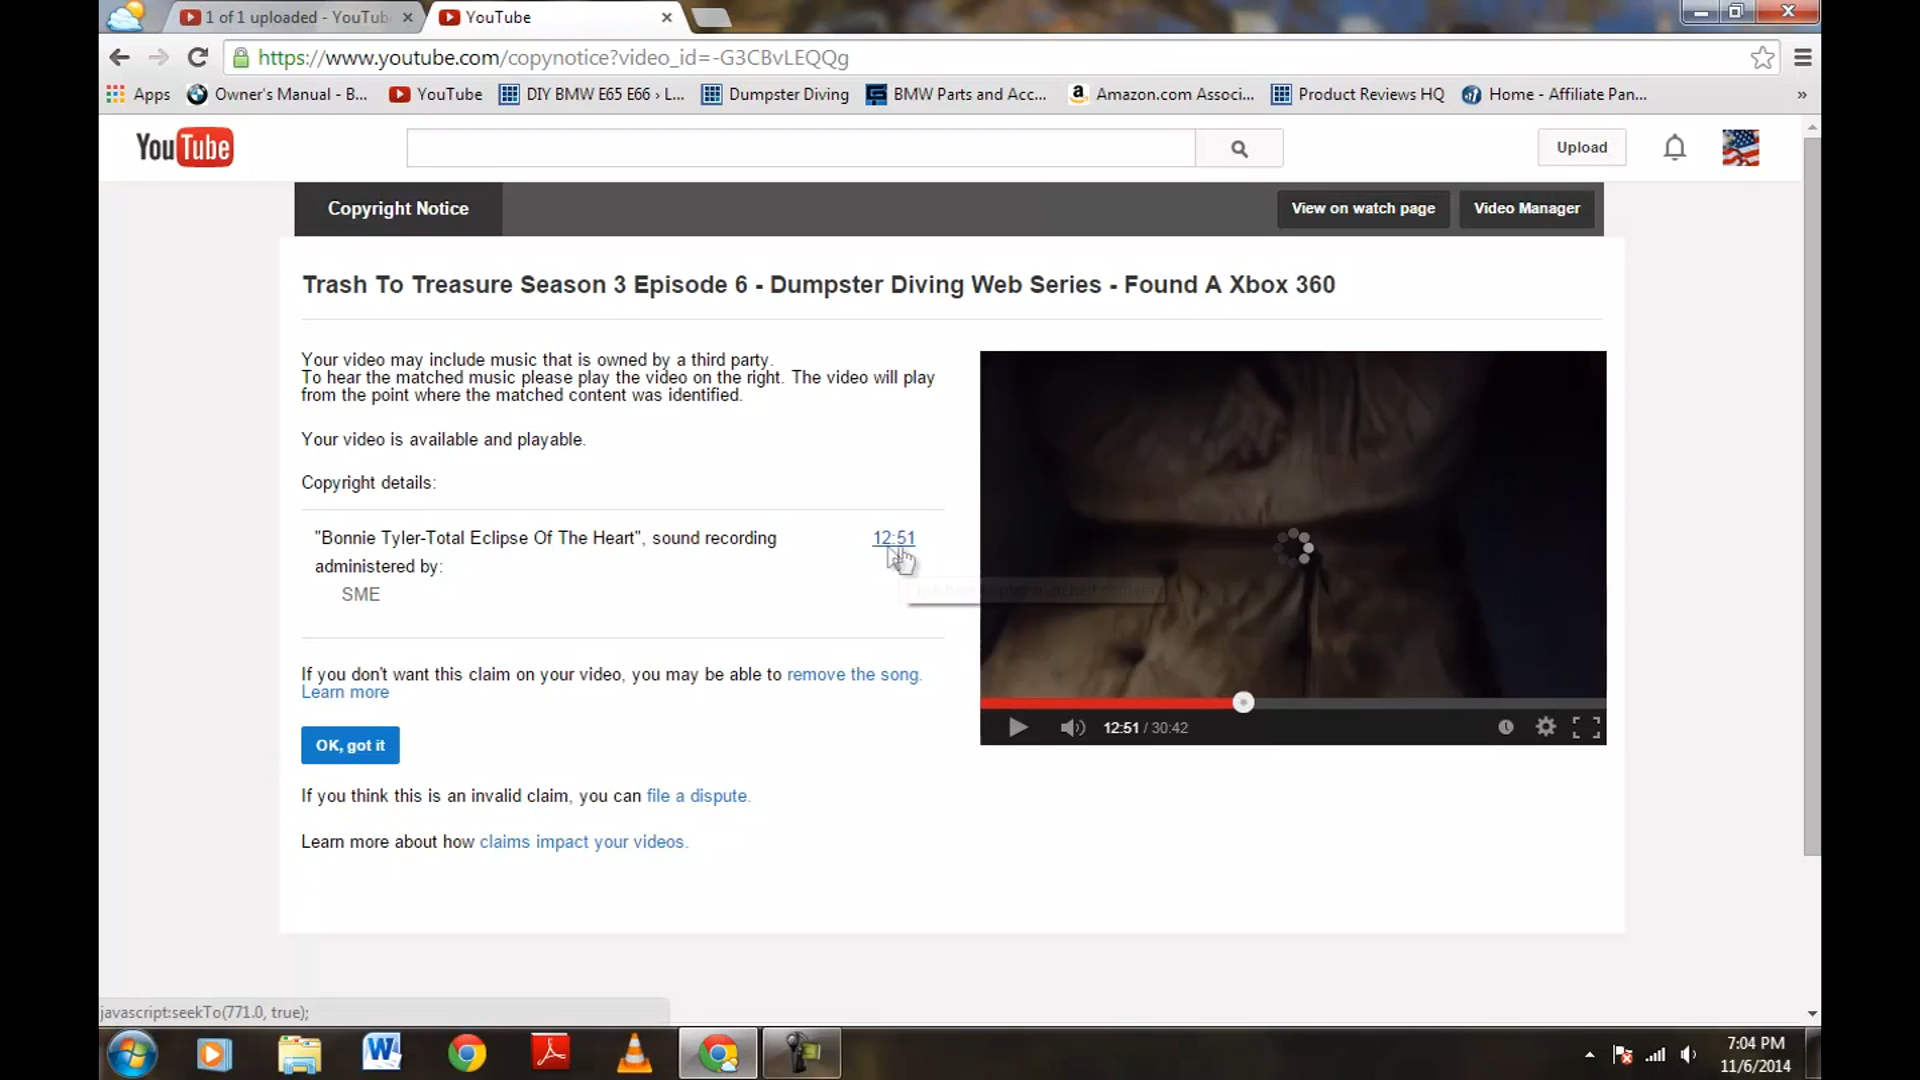 1 of 1 uploaded - YouTub
YouTube
https://www.youtube.com/copynotice?video_id=-G3CBvLEQQg
Apps
Owner's Manual - B...
YouTube
DIY BMW E65 E66 › L...
Dumpster Diving
BMW Parts and Acc...
Amazon.com Associ...
Product Reviews HQ
Home - Affiliate Pan...
»
YouTube
Upload
Copyright Notice
View on watch page
Video Manager
Trash To Treasure Season 3 Episode 6 - Dumpster Diving Web Series - Found A Xbox 360
Your video may include music that is owned by a third party.
To hear the matched music please play the video on the right. The video will play
from the point where the matched content was identified.
Your video is available and playable.
Copyright details:
"Bonnie Tyler-Total Eclipse Of The Heart", sound recording
12:51
administered by:
SME
If you don't want this claim on your video, you may be able to remove the song.
Learn more
OK, got it
12:51 / 30:42
If you think this is an invalid claim, you can file a dispute.
Learn more about how claims impact your videos.
javascript:seekTo(771.0, true);
7:04 PM
11/6/2014